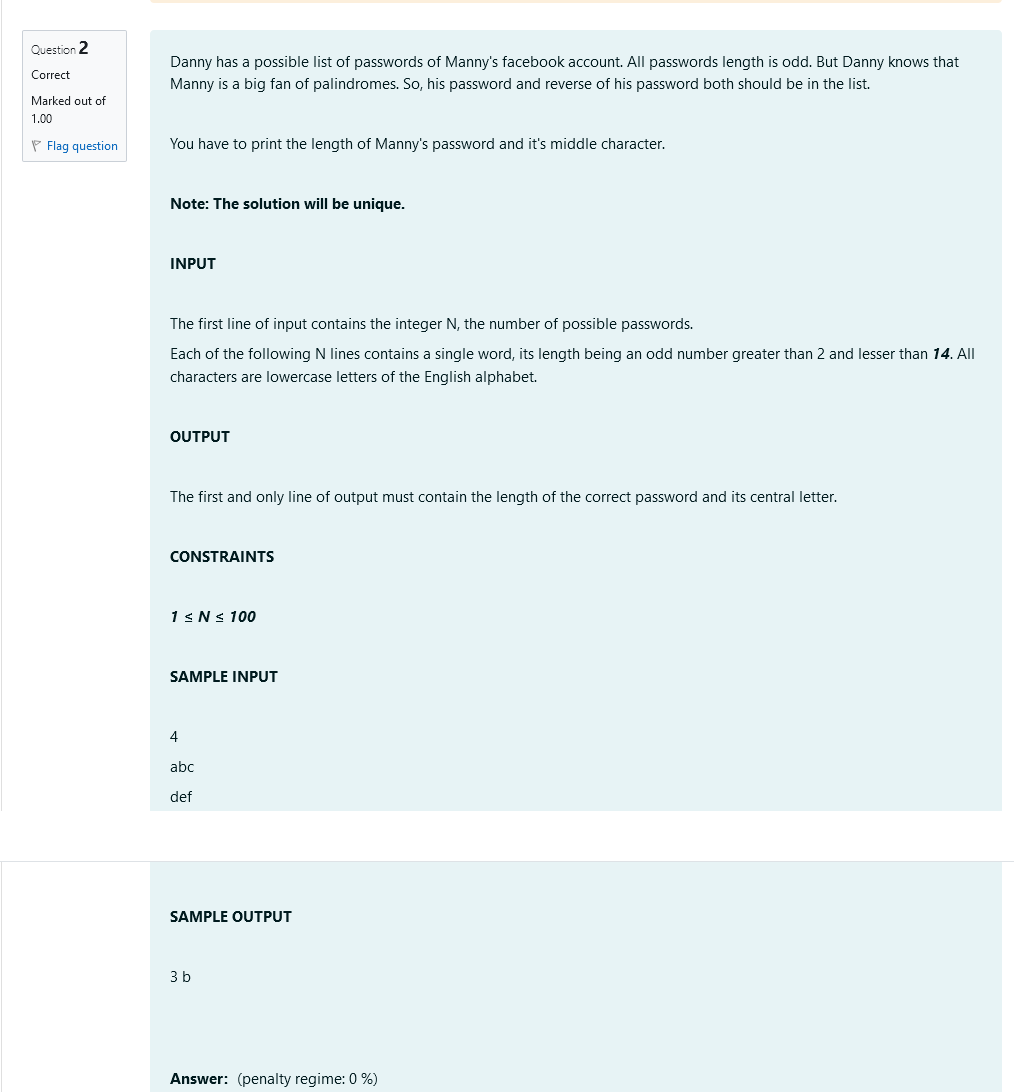 Question 2
Correct
Marked out of
1.00
Flag question
Danny has a possible list of passwords of Manny's facebook account. All passwords length is odd. But Danny knows that
Manny is a big fan of palindromes. So, his password and reverse of his password both should be in the list.
You have to print the length of Manny's password and it's middle character.
Note: The solution will be unique.
INPUT
The first line of input contains the integer N, the number of possible passwords.
Each of the following N lines contains a single word, its length being an odd number greater than 2 and lesser than 14. All
characters are lowercase letters of the English alphabet.
OUTPUT
The first and only line of output must contain the length of the correct password and its central letter.
CONSTRAINTS
1 ≤ N ≤ 100
SAMPLE INPUT
4
abc
def
SAMPLE OUTPUT
3 b
Answer: (penalty regime: 0 %)